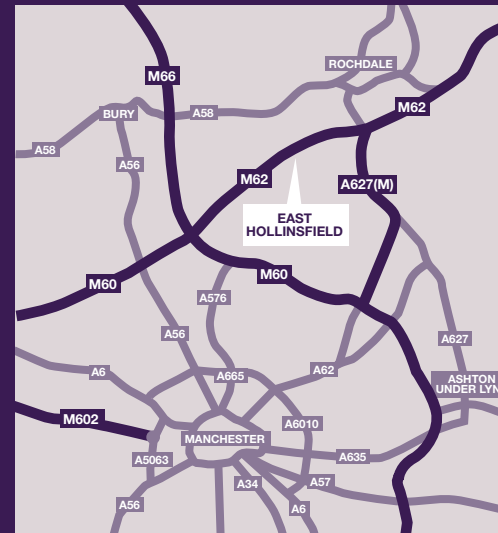 ROCHDALE
M66
M62
BURY
A58
A58
A56
M62
A627(M)
EAST
HOLLINSFIELD
M60
M60
A576
A56
A627
A6
A665
A62
ASHTON
UNDER LYN
M602
A6010
MANCHESTER
A5063
A635
A34
A57
A56
A6